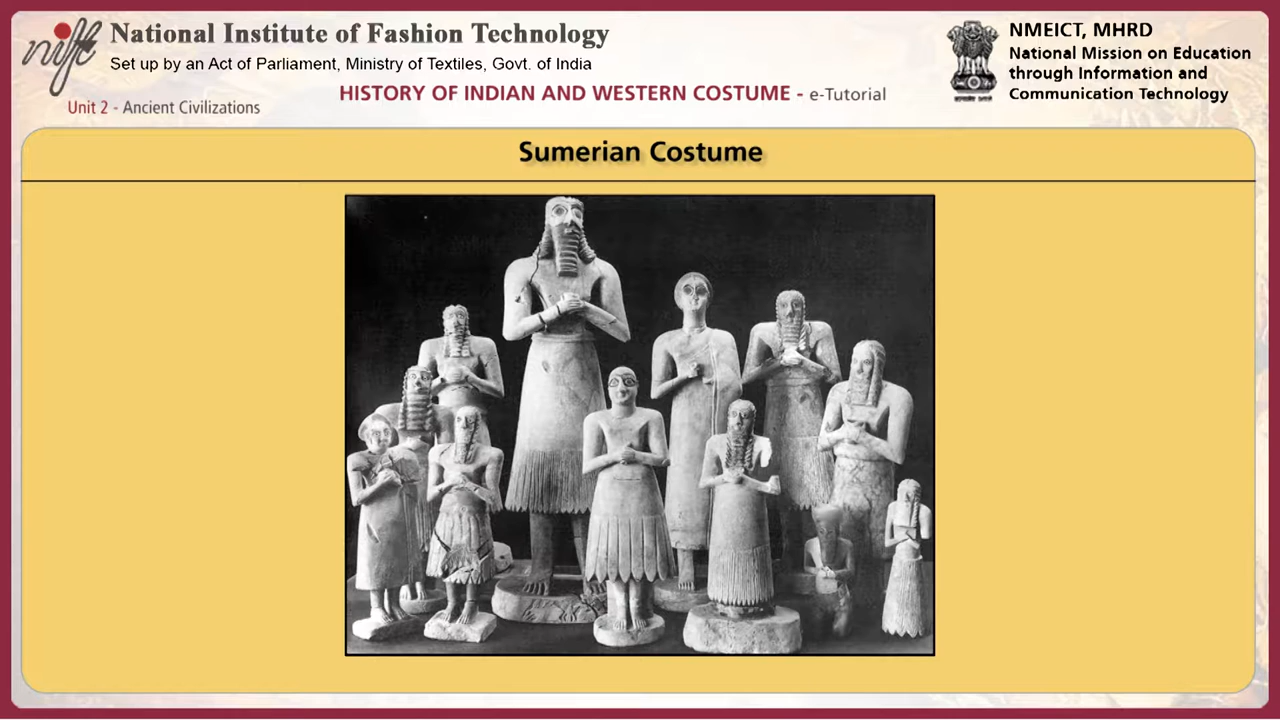 nift
National Institute of Fashion Technology
Set up by an Act of Parliament, Ministry of Textiles, Govt. of India
Unit 2 - Ancient Civilizations
HISTORY OF INDIAN AND WESTERN COSTUME - e-Tutorial
NMEICT, MHRD
National Mission on Education
through Information and
Communication Technology
Sumerian Costume